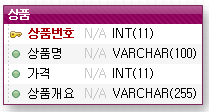 상품
상품번호 N/A INT(11)
상품명 N/A VARCHAR(100)
가격 N/A INT(11)
상품개요 N/A VARCHAR(255)